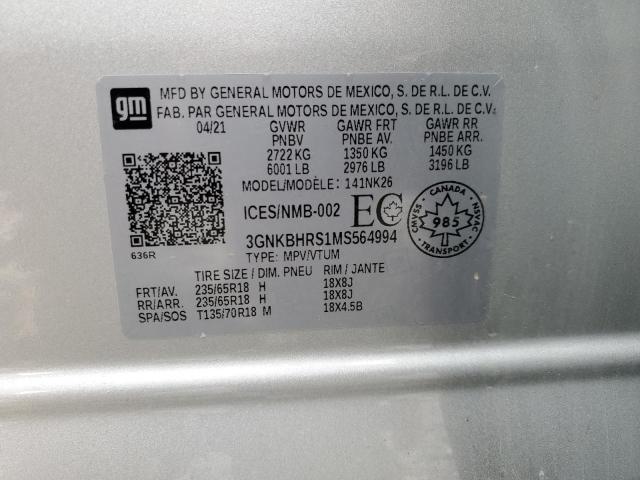 gm
MFD BY GENERAL MOTORS DE MEXICO, S. DE R.L. DE C.V.
FAB. PAR GENERAL MOTORS DE MEXICO, S. DE R.L. DE C.V.
04/21 GVWR GAWR FRT GAWR RR
PNBV PNBE AV. PNBE ARR.
2722 KG 1350 KG 1450 KG
6001 LB 2976 LB 3196 LB
MODEL/MODÈLE: 141NK26
ICES/NMB-002 EC
CANADA
CMVSS 985 NSVAC
TRANSPORT
3GNKBHRS1MS564994
636R
TYPE: MPV/VTUM
TIRE SIZE / DIM. PNEU RIM / JANTE
FRT/AV. 235/65R18 H 18X8J
RR/ARR. 235/65R18 H 18X8J
SPA/SOS T135/70R18 M 18X4.5B